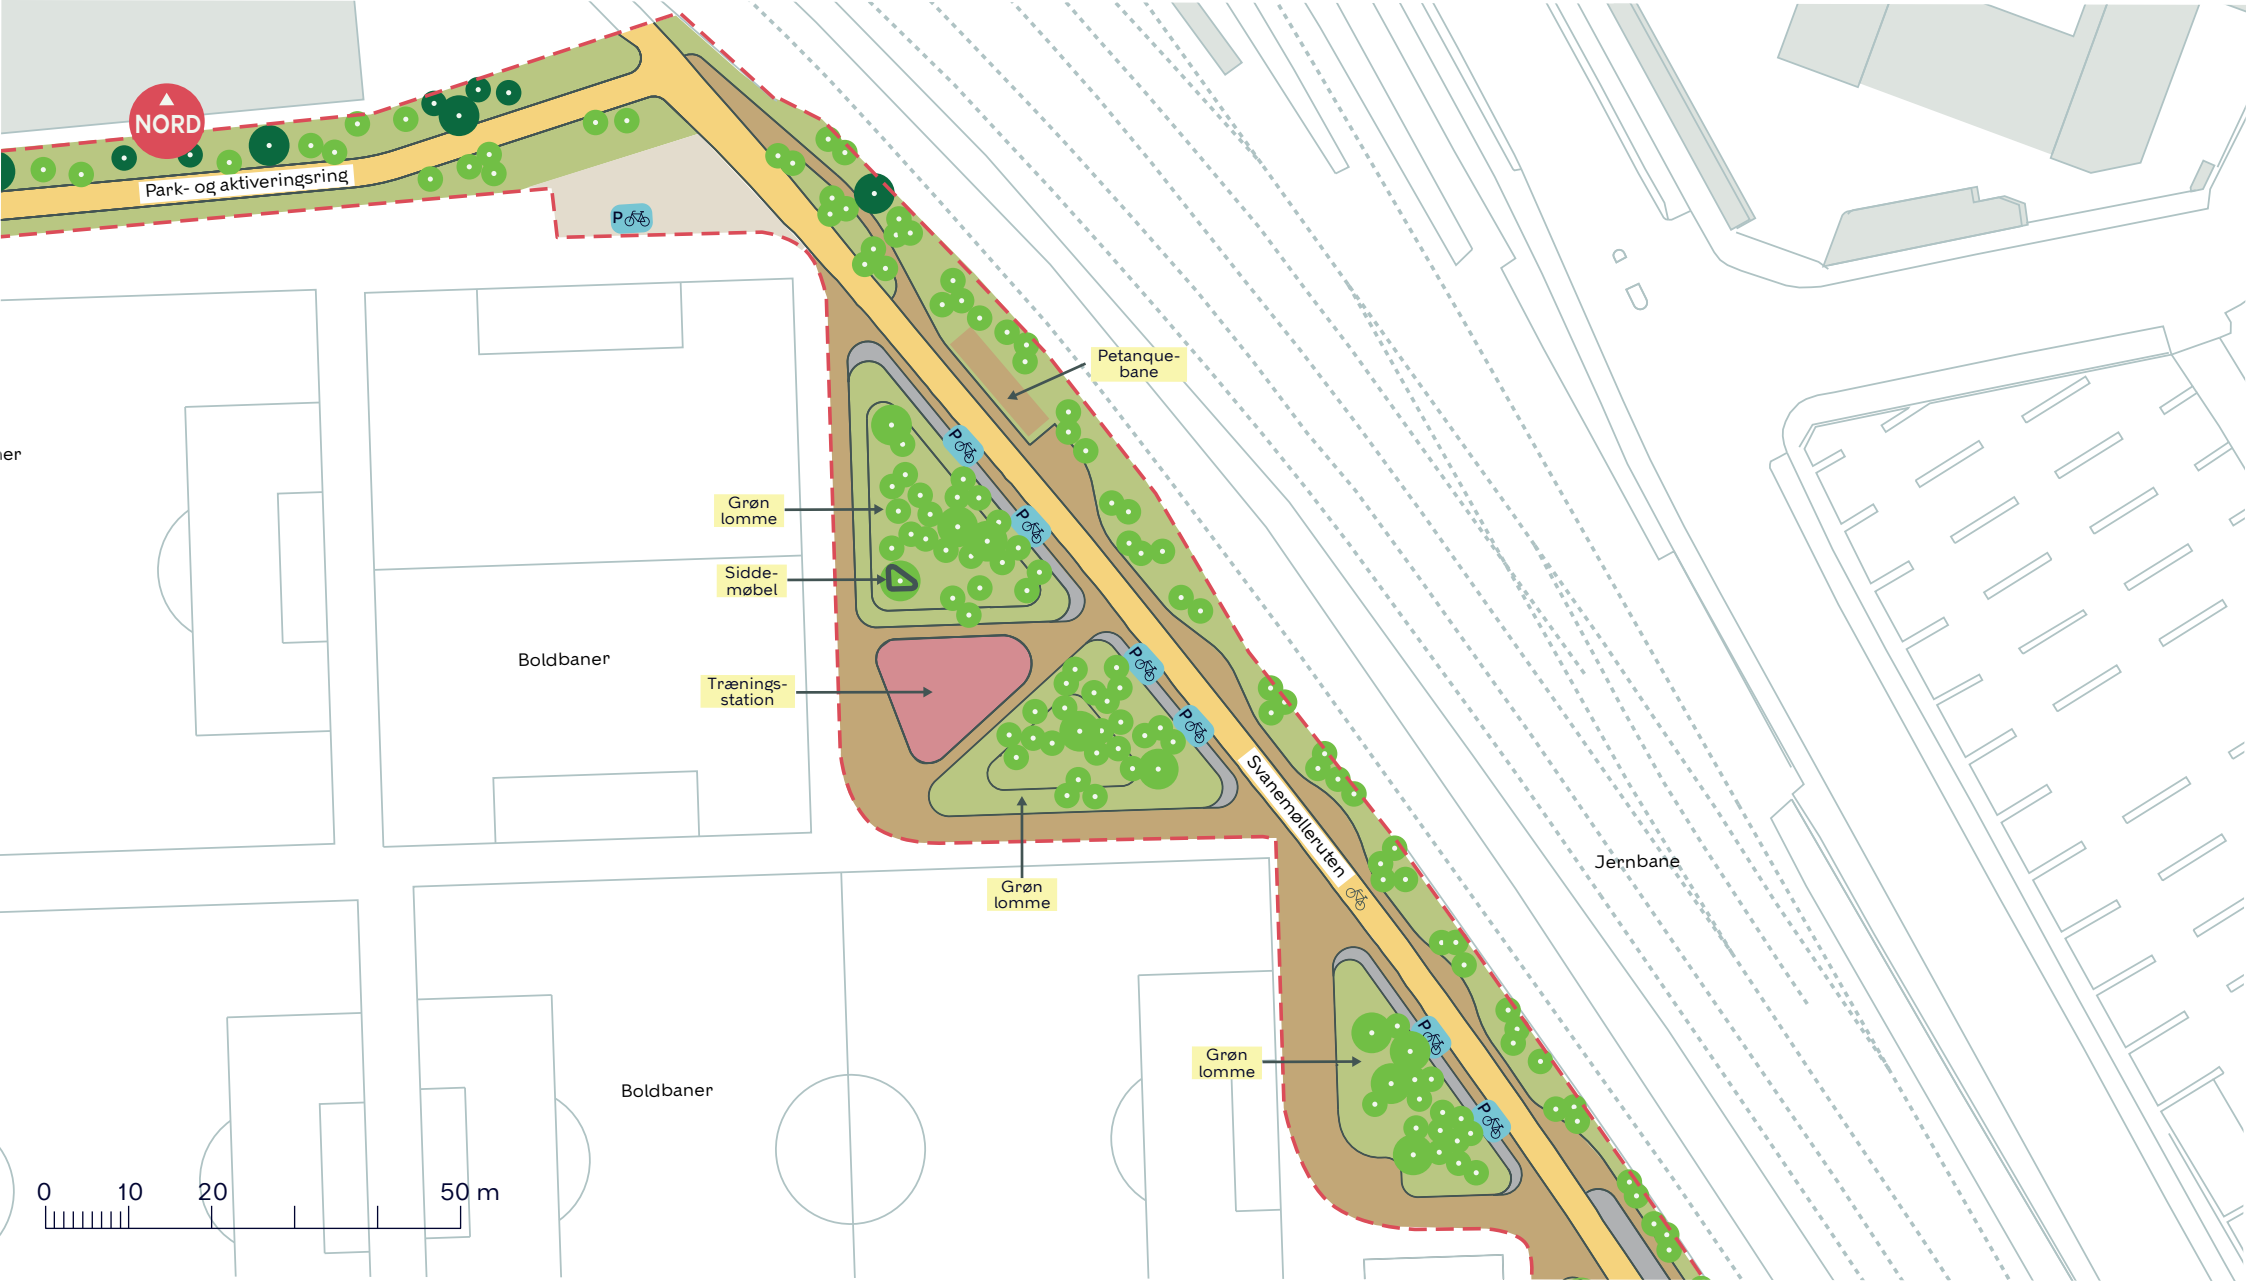 NORD
Park- og aktiveringsring
P
Petanque-
bane
ner
P
Grøn
lomme
P
Sidde-
møbel
Boldbaner
P
Trænings-
station
P
Svanemølleruten
Jernbane
Grøn
lomme
P
Grøn
lomme
Boldbaner
P
0 10 20 50 m